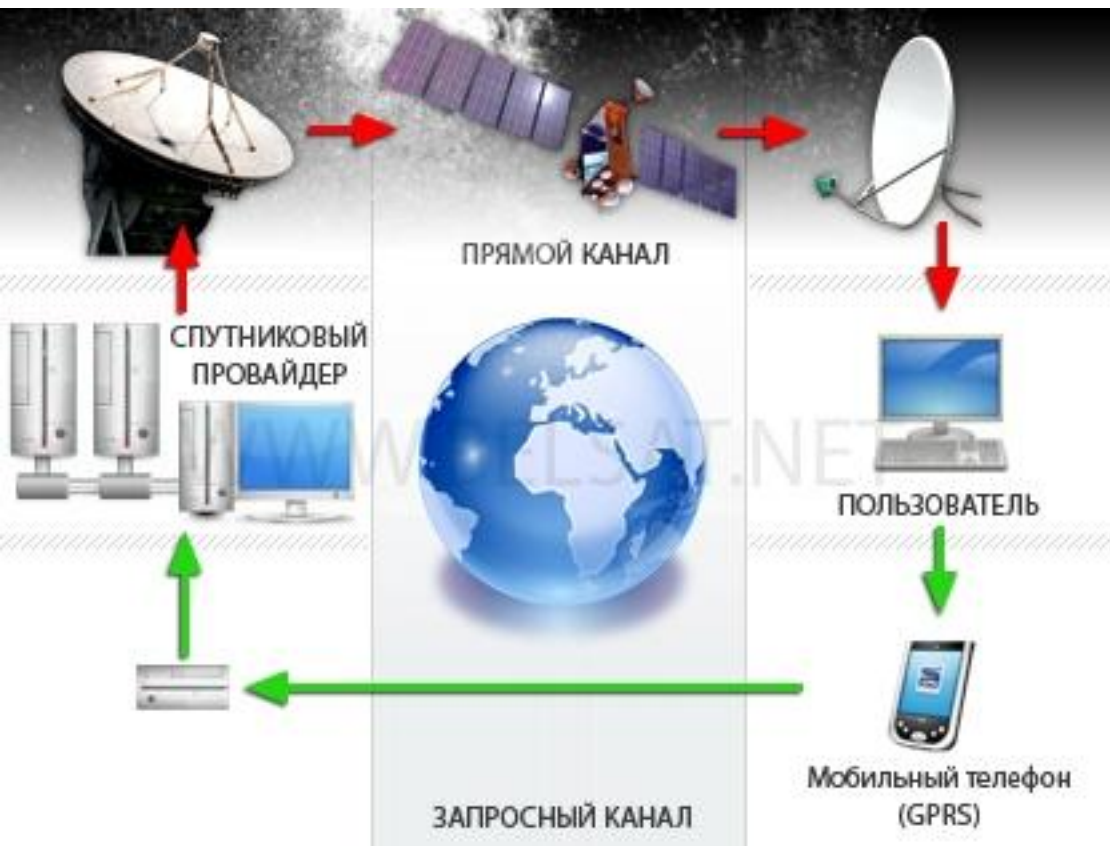 ПРЯМОЙ КАНАЛ
СПУТНИКОВЫЙ
ПРОВАЙДЕР
ПОЛЬЗОВАТЕЛЬ
Мобильный телефон
(GPRS)
ЗАПРОСНЫЙ КАНАЛ